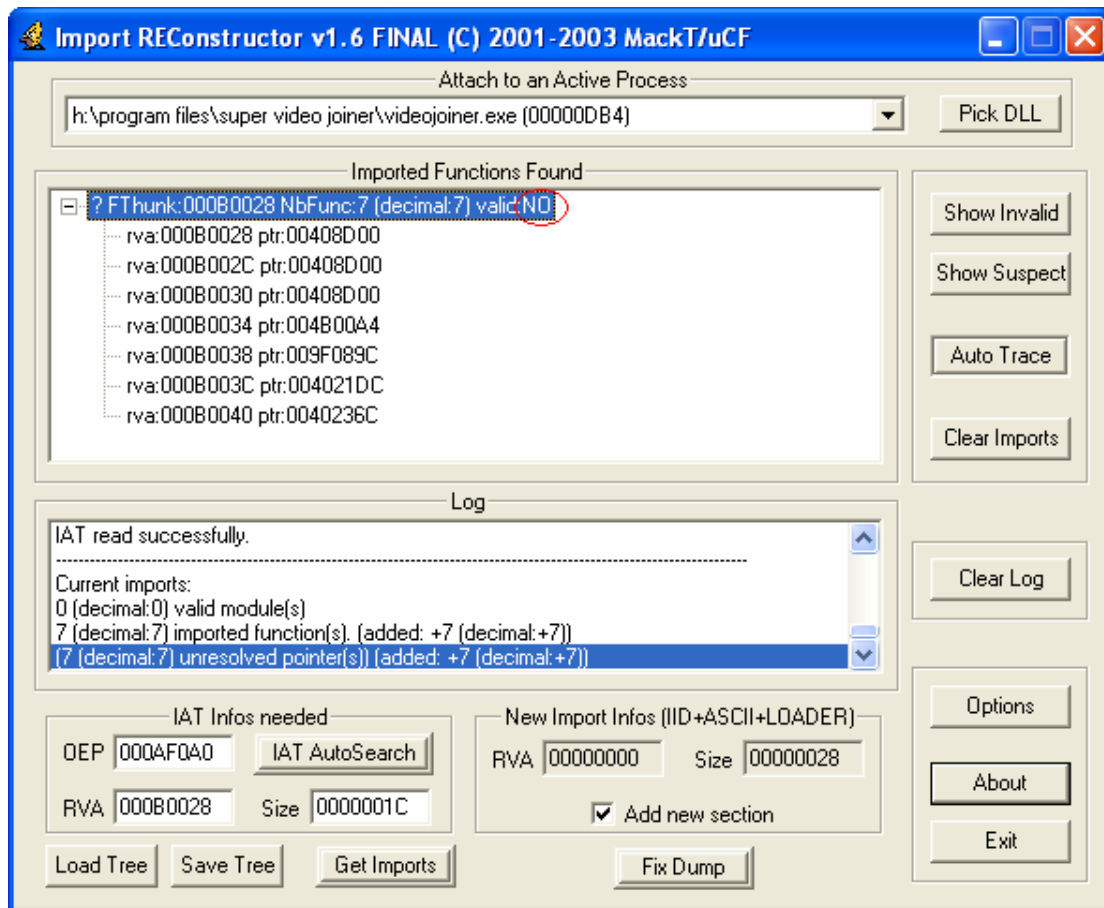 Import REConstructor v1.6 FINAL (C) 2001-2003 MackT/uCF
Attach to an Active Process
h:\program files\super video joiner\videojoiner.exe (00000DB4)
Pick DLL
Imported Functions Found
? FThunk:000B0028 NbFunc:7 (decimal:7) valid:NO
rva:000B0028 ptr:00408D00
rva:000B002C ptr:00408D00
rva:000B0030 ptr:00408D00
rva:000B0034 ptr:004B00A4
rva:000B0038 ptr:009F089C
rva:000B003C ptr:004021DC
rva:000B0040 ptr:0040236C
Show Invalid
Show Suspect
Auto Trace
Clear Imports
Log
IAT read successfully.
Current imports:
0 (decimal:0) valid module(s)
7 (decimal:7) imported function(s). (added: +7 (decimal:+7))
(7 (decimal:7) unresolved pointer(s)) (added: +7 (decimal:+7))
Clear Log
IAT Infos needed
OEP 000AF0A0 IAT AutoSearch
RVA 000B0028 Size 0000001C
New Import Infos (IID+ASCII+LOADER)
RVA 00000000 Size 00000028
Add new section
Options
About
Exit
Load Tree Save Tree Get Imports Fix Dump